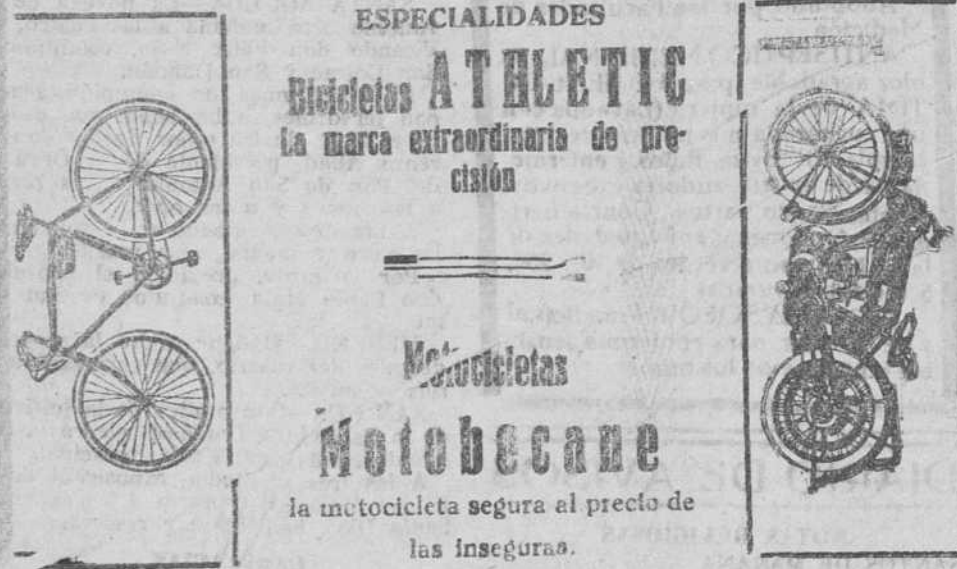 ESPECIALIDADES
Bicicletas ATHLETIC
La marca extraordinaria de pre-
cisión
Motocicletas
Motobecane
la motocicleta segura al precio de
las inseguras.